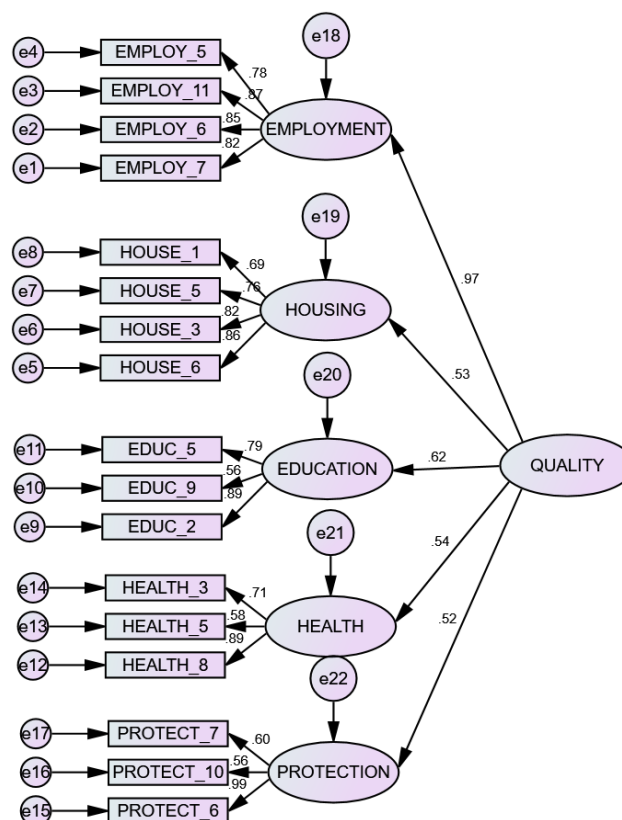 e18
e4 EMPLOY_5 .78
e3 EMPLOY_11 .87
e2 EMPLOY_6 .85 EMPLOYMENT
e1 EMPLOY_7 .82
e19
e8 HOUSE_1 .69 .97
e7 HOUSE_5 .76
e6 HOUSE_3 .82 HOUSING
e5 HOUSE_6 .86
e20 .53
e11 EDUC_5 .79
e10 EDUC_9 .56 EDUCATION .62 QUALITY
e9 EDUC_2 .89
e21 .54
e14 HEALTH_3 .71
e13 HEALTH_5 .58 HEALTH .52
e12 HEALTH_8 .89
e22
e17 PROTECT_7 .60
e16 PROTECT_10 .56 PROTECTION
e15 PROTECT_6 .99